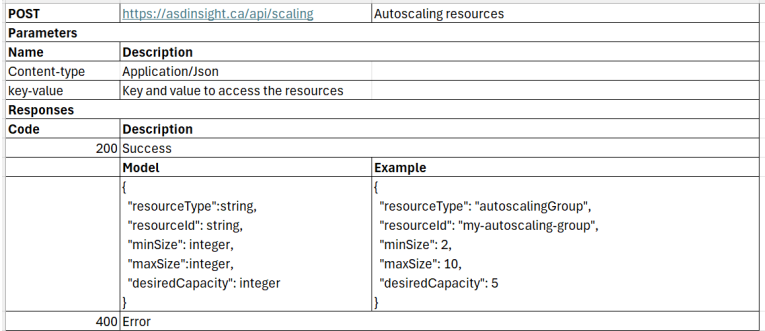 POST https://asdinsight.ca/api/scaling Autoscaling resources
Parameters
Name Description
Content-type Application/Json
key-value Key and value to access the resources
Responses
Code Description
200 Success
Model Example
{ {
"resourceType":string, "resourceType": "autoscalingGroup",
"resourceId": string, "resourceId": "my-autoscaling-group",
"minSize": integer, "minSize": 2,
"maxSize":integer, "maxSize": 10,
"desiredCapacity": integer "desiredCapacity": 5
} }
400 Error